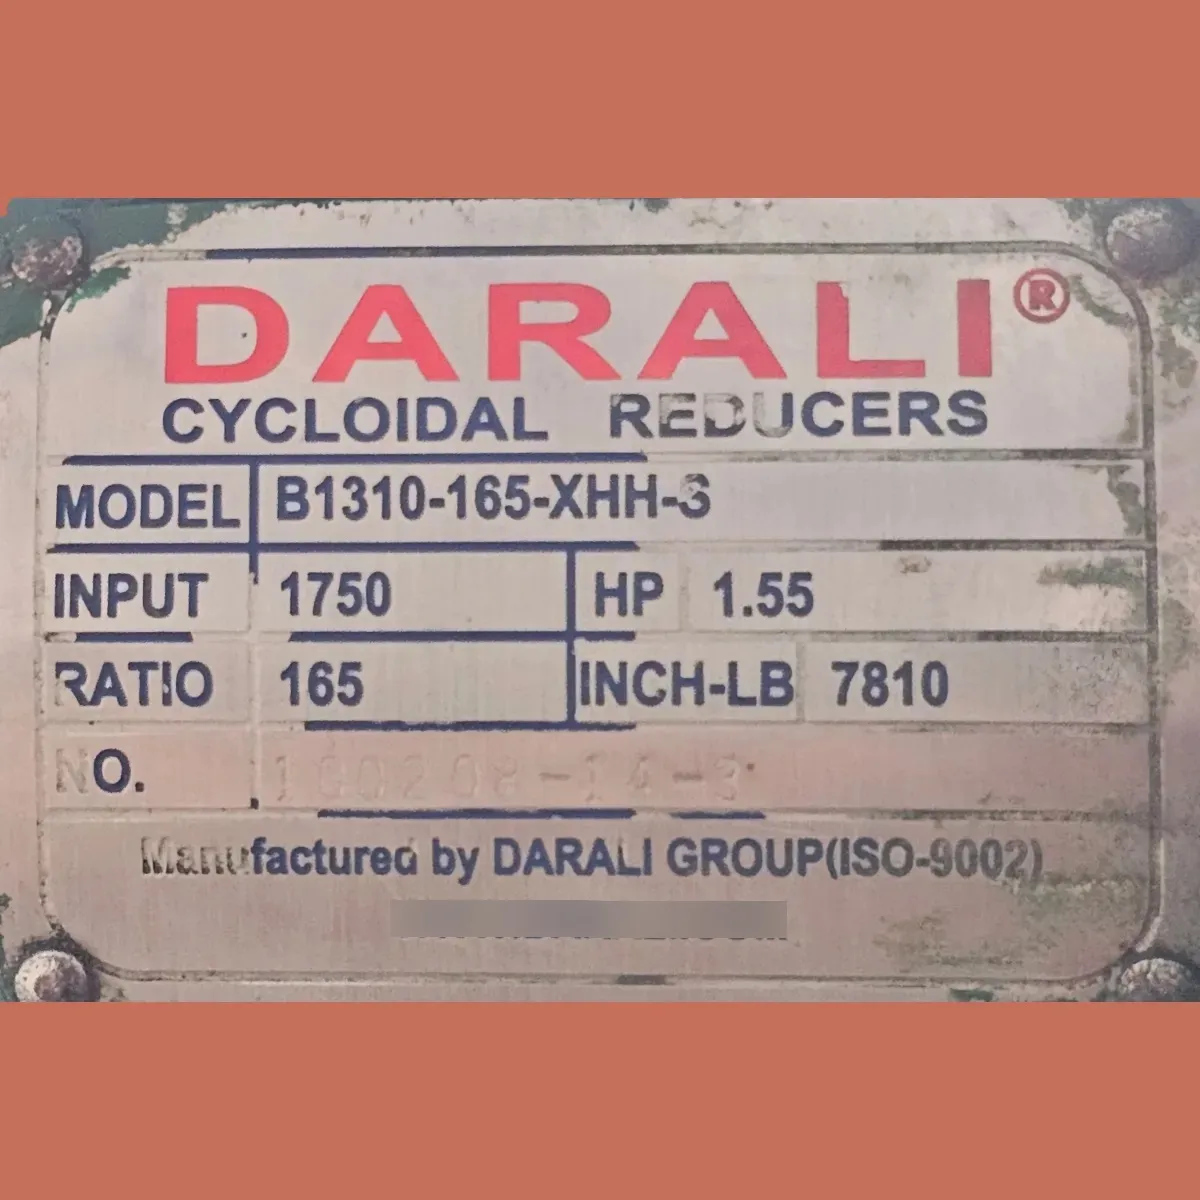 DARALI®
CYCLOIDAL REDUCERS
MODEL B1310-165-XHH-S
INPUT 1750 HP 1.55
RATIO 165 INCH-LB 7810
NO.
Manufactured by DARALI GROUP(ISO-9002)